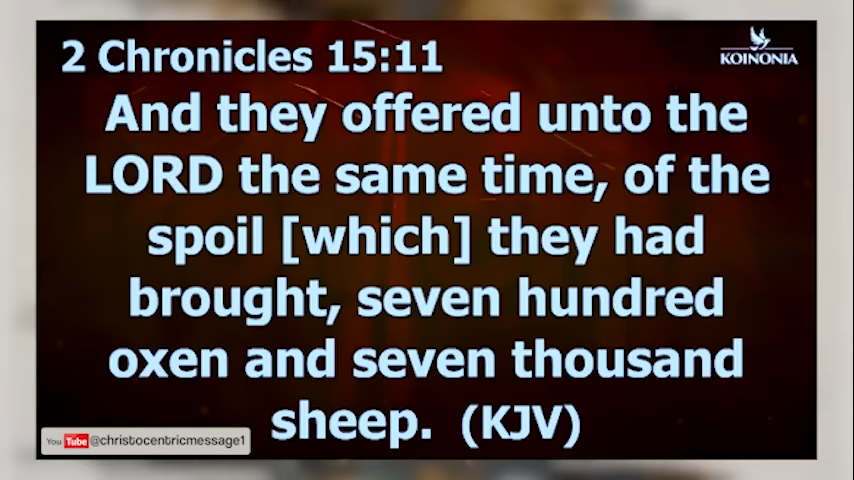 2 Chronicles 15:11
KOINONIA
And they offered unto the
LORD the same time, of the
spoil [which] they had
brought, seven hundred
oxen and seven thousand
sheep. (KJV)
You Tube @christocentricmessage1